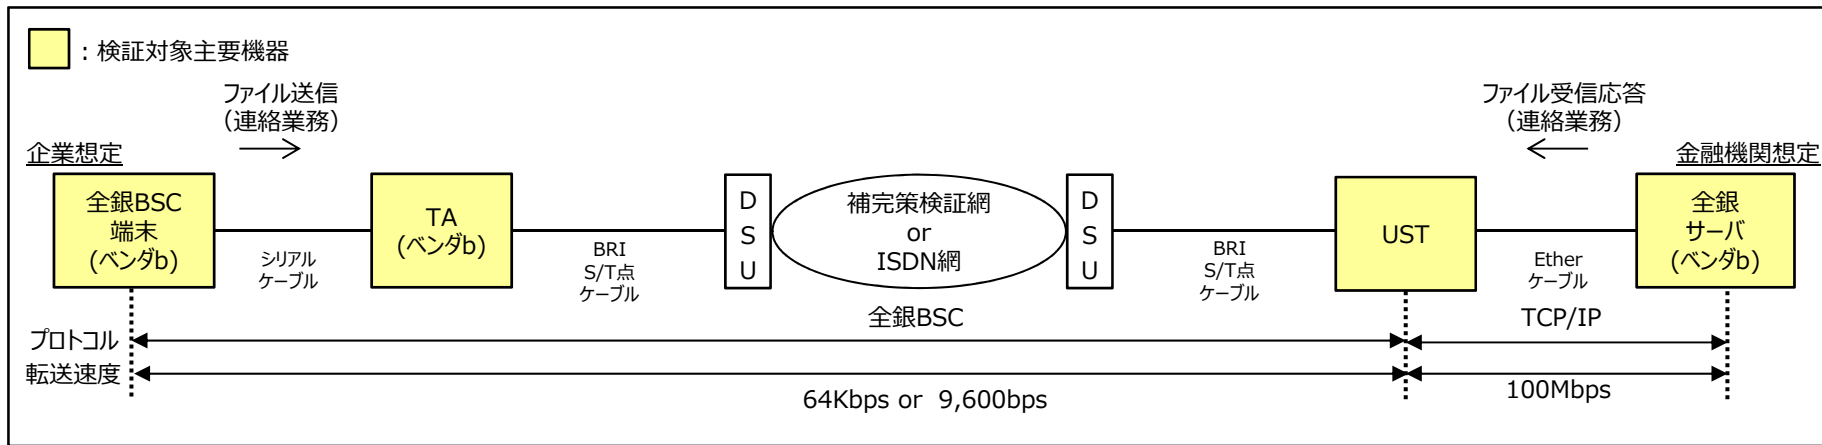 ：検証対象主要機器
ファイル送信
（連絡業務）
ファイル受信応答
（連絡業務）
企業想定
金融機関想定
全銀BSC
端末
(ベンダb)
シリアル
ケーブル
TA
(ベンダb)
BRI
S/T点
ケーブル
D
S
U
補完策検証網
or
ISDN網
D
S
U
BRI
S/T点
ケーブル
UST
Ether
ケーブル
全銀
サーバ
(ベンダb)
プロトコル
全銀BSC
TCP/IP
転送速度
64Kbps or 9,600bps
100Mbps